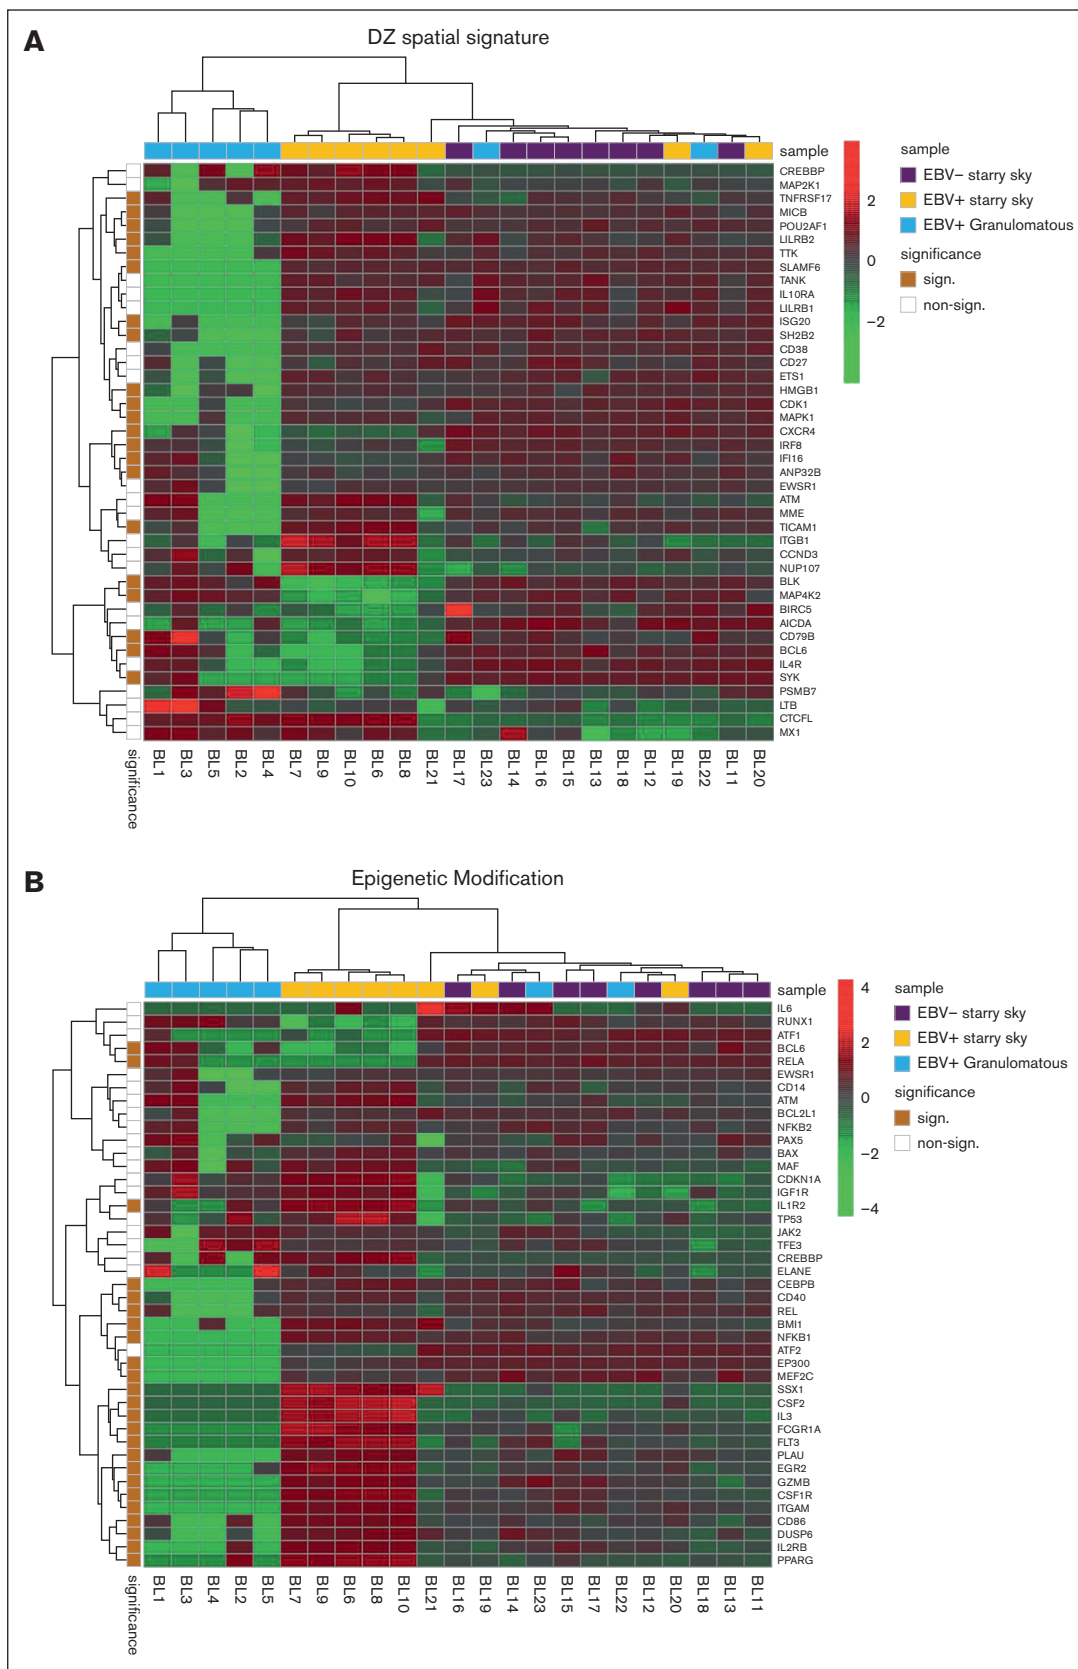 A
DZ spatial signature
sample
CREBBP
MAP2K1
TNFRSF17
MICB
POU2AF1
LILRB2
TTK
SLAMF6
TANK
IL10RA
LILRB1
ISG20
SH2B2
CD38
CD27
ETS1
HMGB1
CDK1
MAPK1
CXCR4
IRF8
IFI16
ANP32B
EWSR1
ATM
MME
TICAM1
ITGB1
CCND3
NUP107
BLK
MAP4K2
BIRC5
AICDA
CD79B
BCL6
IL4R
SYK
PSMB7
LTB
CTCFL
MX1
2
0
−2
sample
EBV− starry sky
EBV+ starry sky
EBV+ Granulomatous
significance
sign.
non-sign.
significance
BL1
BL3
BL5
BL2
BL4
BL7
BL9
BL10
BL6
BL8
BL21
BL17
BL23
BL14
BL16
BL15
BL13
BL18
BL12
BL19
BL22
BL11
BL20
B
Epigenetic Modification
sample
IL6
RUNX1
ATF1
BCL6
RELA
EWSR1
CD14
ATM
BCL2L1
NFKB2
PAX5
BAX
MAF
CDKN1A
IGF1R
IL1R2
TP53
JAK2
TFE3
CREBBP
ELANE
CEBPB
CD40
REL
BMI1
NFKB1
ATF2
EP300
MEF2C
SSX1
CSF2
IL3
FCGR1A
FLT3
PLAU
EGR2
GZMB
CSF1R
ITGAM
CD86
DUSP6
IL2RB
PPARG
4
2
0
−2
−4
sample
EBV− starry sky
EBV+ starry sky
EBV+ Granulomatous
significance
sign.
non-sign.
significance
BL1
BL3
BL4
BL2
BL5
BL7
BL9
BL6
BL8
BL10
BL21
BL16
BL19
BL14
BL23
BL15
BL17
BL22
BL12
BL20
BL18
BL13
BL11